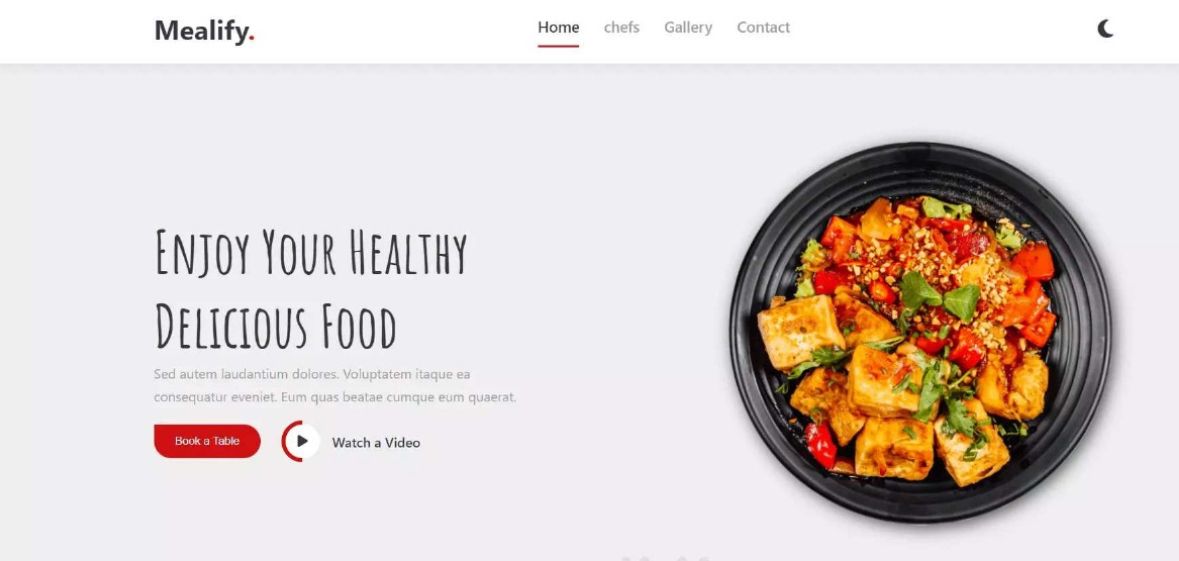 Mealify.
Home chefs Gallery Contact
Enjoy Your Healthy
Delicious Food
Sed autem laudantium dolores. Voluptatem itaque ea
consequatur eveniet. Eum quas beatae cumque eum quaerat.
Book a Table
Watch a Video